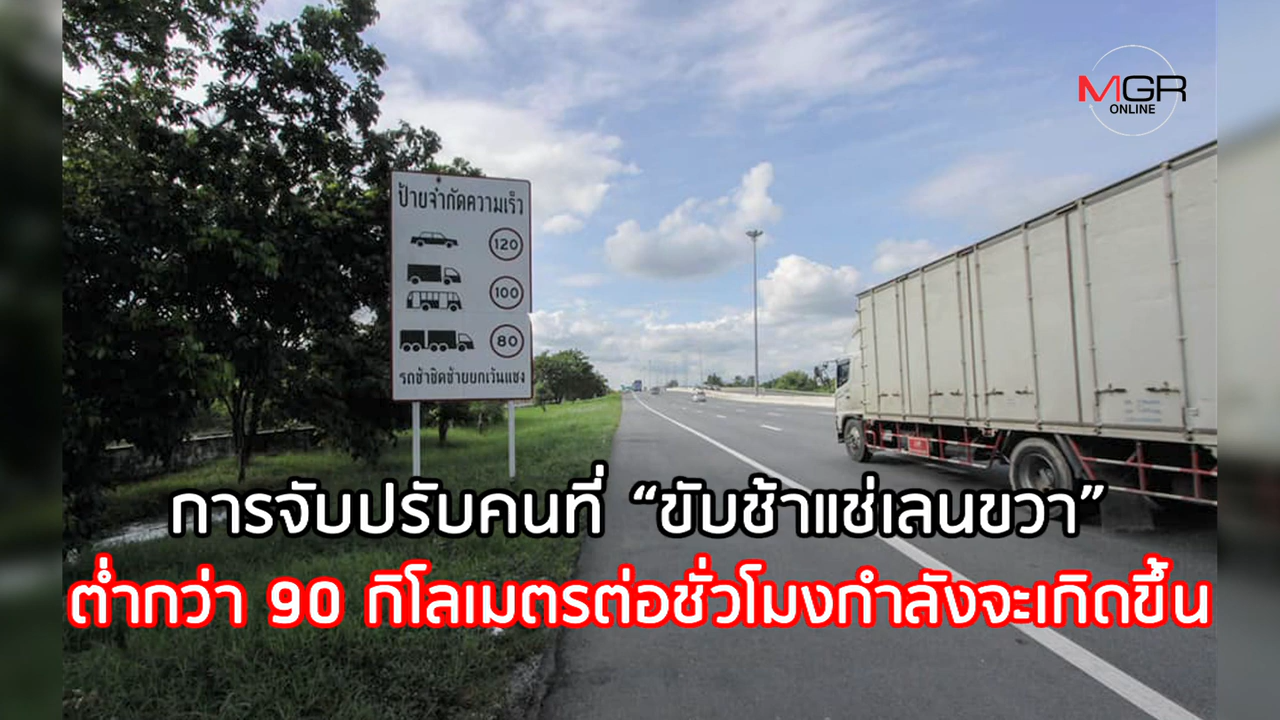 MGR
ONLINE
ป้ายจำกัดความเร็ว
120
100
80
รถช้าชิดซ้ายยกเว้นแซง
การจับปรับคนที่ “ขับช้าแช่เลนขวา”
ต่ำกว่า 90 กิโลเมตรต่อชั่วโมงกำลังจะเกิดขึ้น